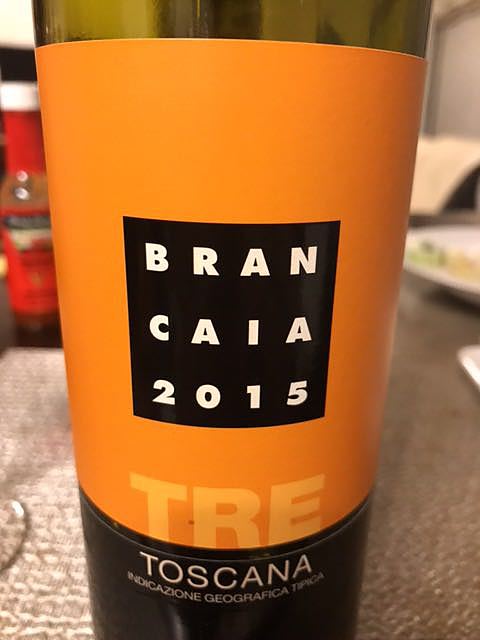 BRAN
CAIA
2015
TRE
TOSCANA
INDICAZIONE GEOGRAFICA TIPICA